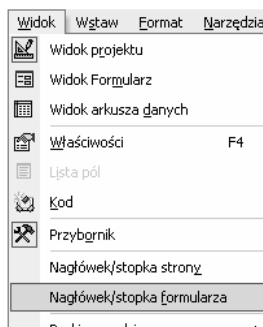 Widok Wstaw Format Narzędzia
Widok projektu
Widok Formularz
Widok arkusza danych
Właściwości F4
Lista pól
Kod
Przybornik
Nagłówek/stopka strony
Nagłówek/stopka formularza